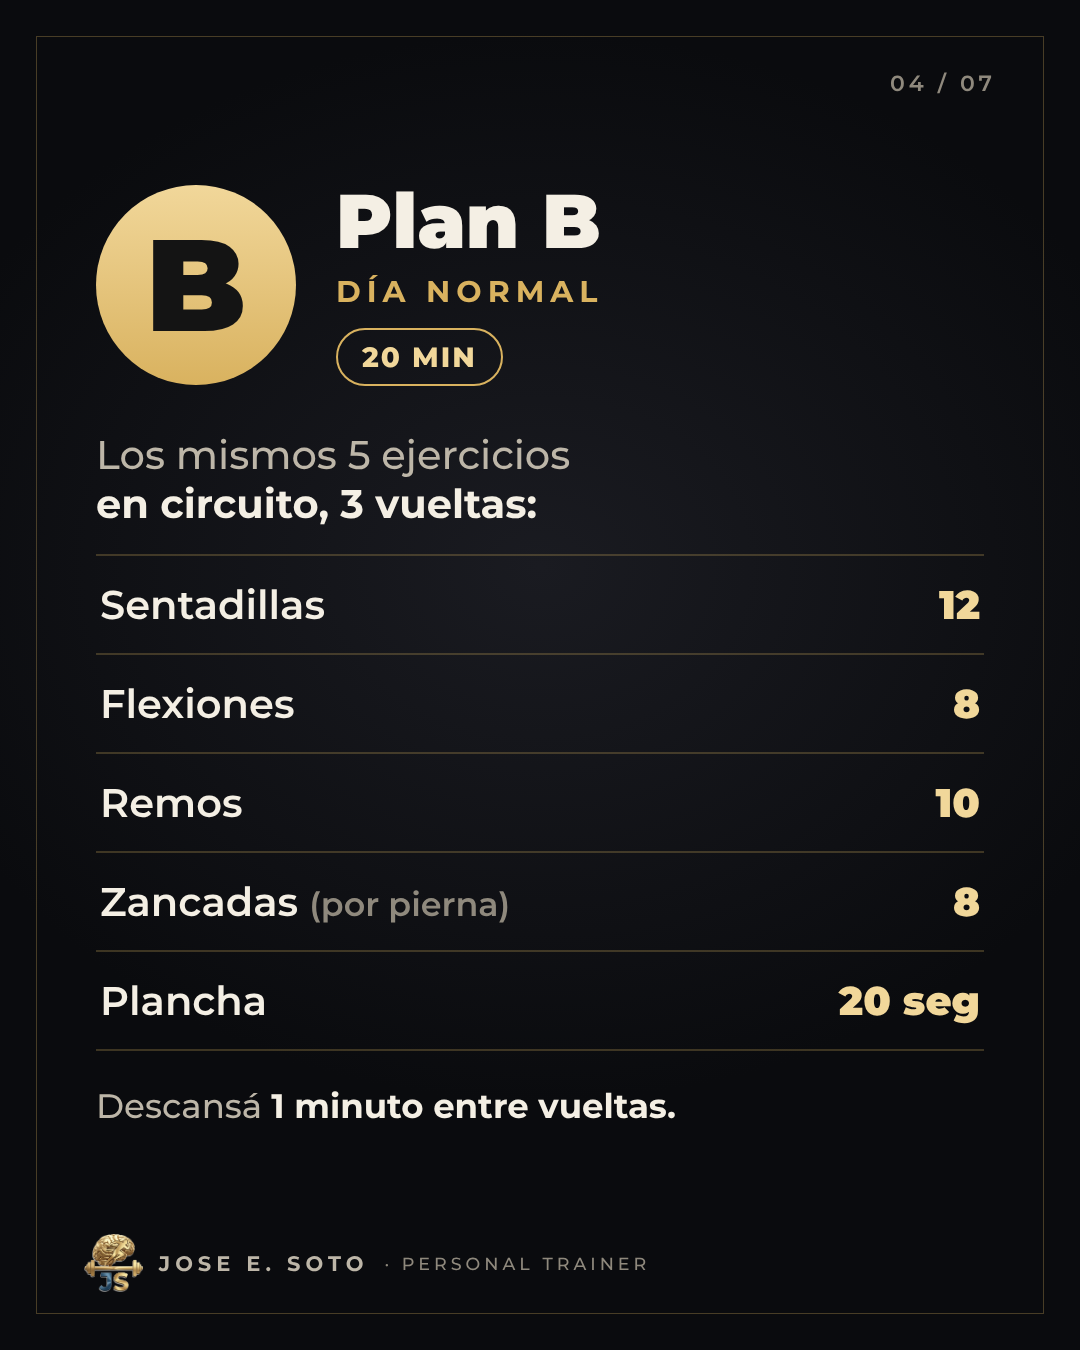 04 / 07
B
Plan B
DÍA NORMAL
20 MIN
Los mismos 5 ejercicios
en circuito, 3 vueltas:
Sentadillas 12
Flexiones 8
Remos 10
Zancadas (por pierna) 8
Plancha 20 seg
Descansá 1 minuto entre vueltas.
JS
JOSE E. SOTO · PERSONAL TRAINER